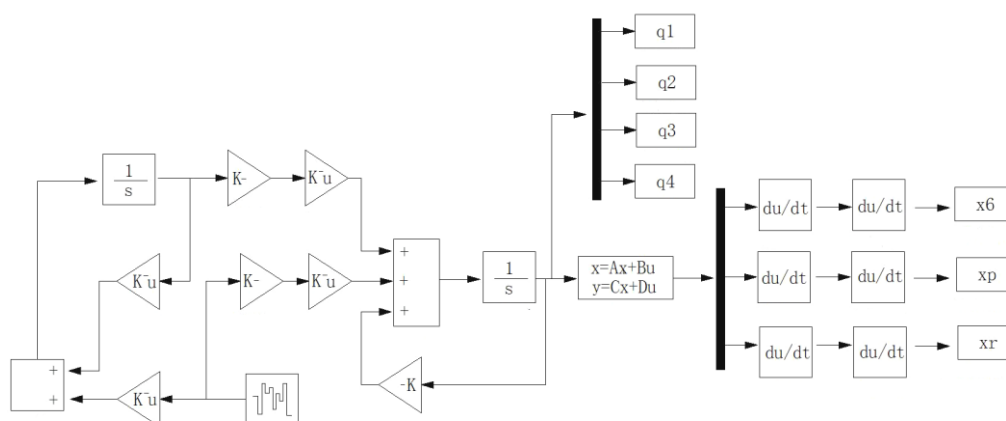 q1
q2
q3
q4
1
s
K-
K-u
du/dt
du/dt
x6
+
K-u
K-
K-u
+
+
1
s
x=Ax+Bu
y=Cx+Du
du/dt
du/dt
xp
+
+
K-u
-K
du/dt
du/dt
xr